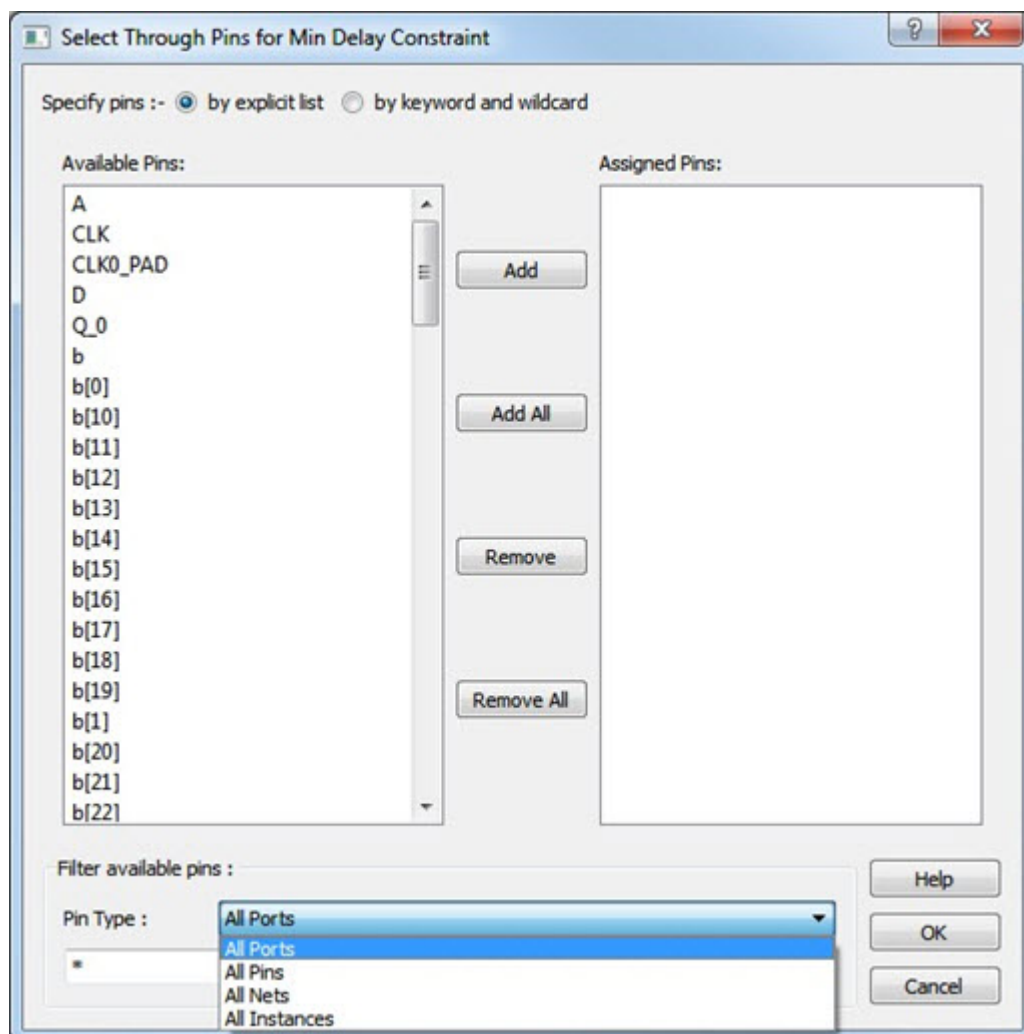 Select Through Pins for Min Delay Constraint
Specify pins :- by explicit list by keyword and wildcard
Available Pins:
Assigned Pins:
A
CLK
CLK0_PAD
D
Q_0
b
b[0]
b[10]
b[11]
b[12]
b[13]
b[14]
b[15]
b[16]
b[17]
b[18]
b[19]
b[1]
b[20]
b[21]
b[22]
Add
Add All
Remove
Remove All
Filter available pins :
Pin Type :
All Ports
All Ports
All Pins
All Nets
All Instances
*
Help
OK
Cancel